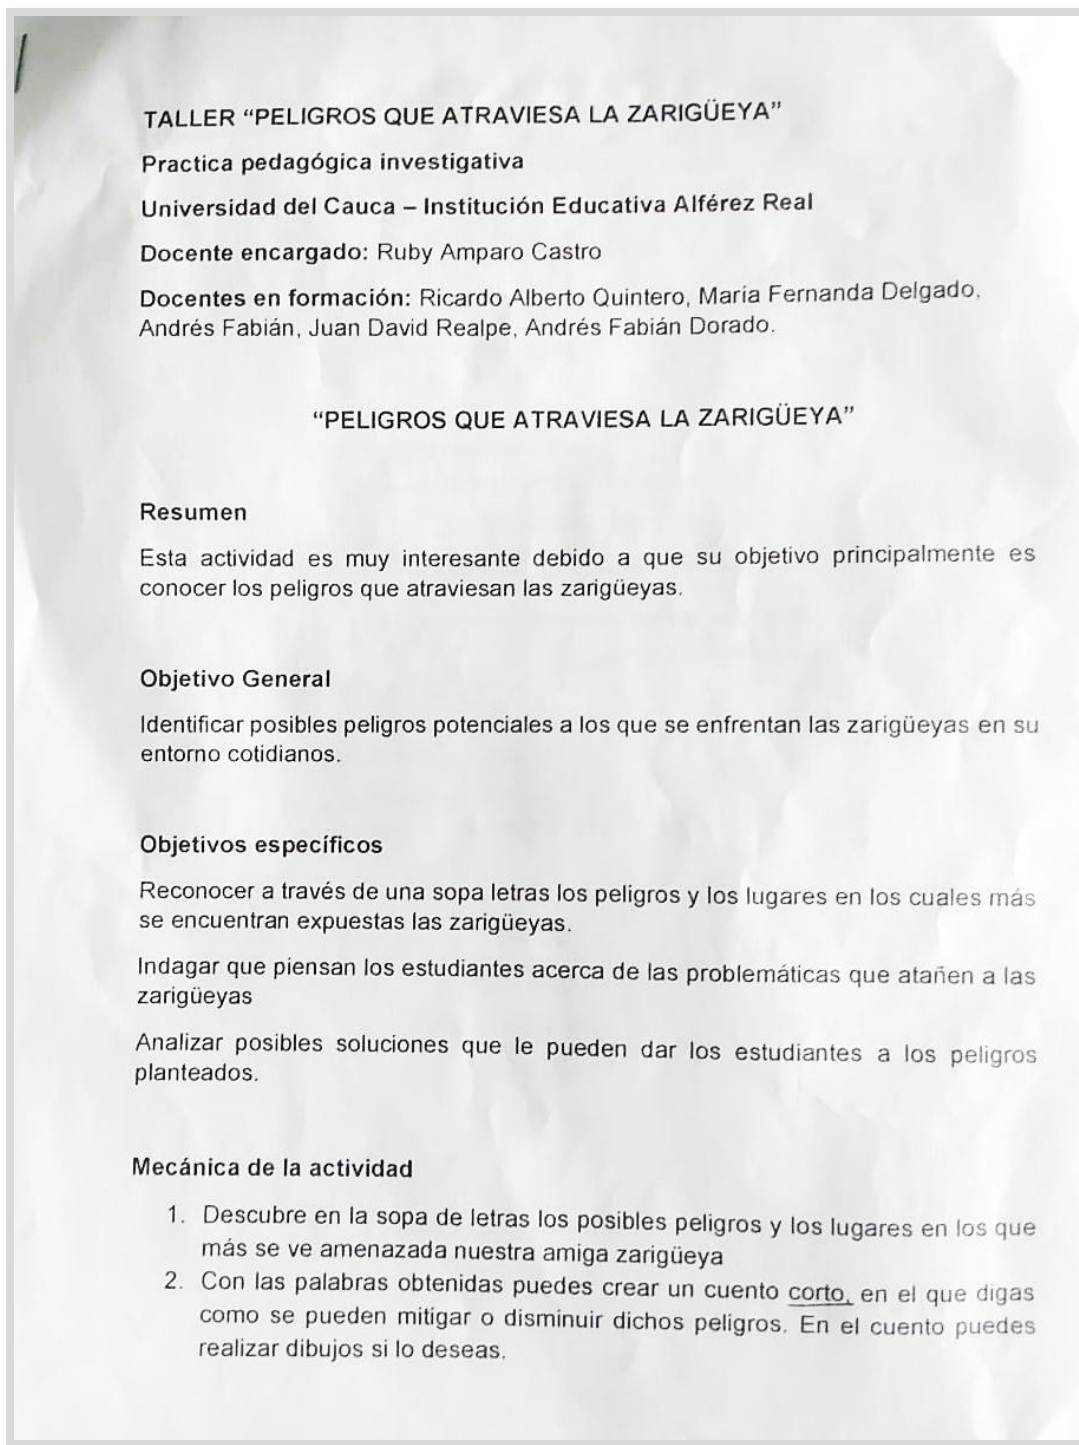 TALLER “PELIGROS QUE ATRAVIESA LA ZARIGÜEYA”
Practica pedagógica investigativa
Universidad del Cauca – Institución Educativa Alférez Real
Docente encargado: Ruby Amparo Castro
Docentes en formación: Ricardo Alberto Quintero, María Fernanda Delgado,
Andrés Fabián, Juan David Realpe, Andrés Fabián Dorado.
“PELIGROS QUE ATRAVIESA LA ZARIGÜEYA”
Resumen
Esta actividad es muy interesante debido a que su objetivo principalmente es
conocer los peligros que atraviesan las zarigüeyas.
Objetivo General
Identificar posibles peligros potenciales a los que se enfrentan las zarigüeyas en su
entorno cotidianos.
Objetivos específicos
Reconocer a través de una sopa letras los peligros y los lugares en los cuales más
se encuentran expuestas las zarigüeyas.
Indagar que piensan los estudiantes acerca de las problemáticas que atañen a las
zarigüeyas
Analizar posibles soluciones que le pueden dar los estudiantes a los peligros
planteados.
Mecánica de la actividad
1. Descubre en la sopa de letras los posibles peligros y los lugares en los que
más se ve amenazada nuestra amiga zarigüeya
2. Con las palabras obtenidas puedes crear un cuento corto, en el que digas
como se pueden mitigar o disminuir dichos peligros. En el cuento puedes
realizar dibujos si lo deseas.